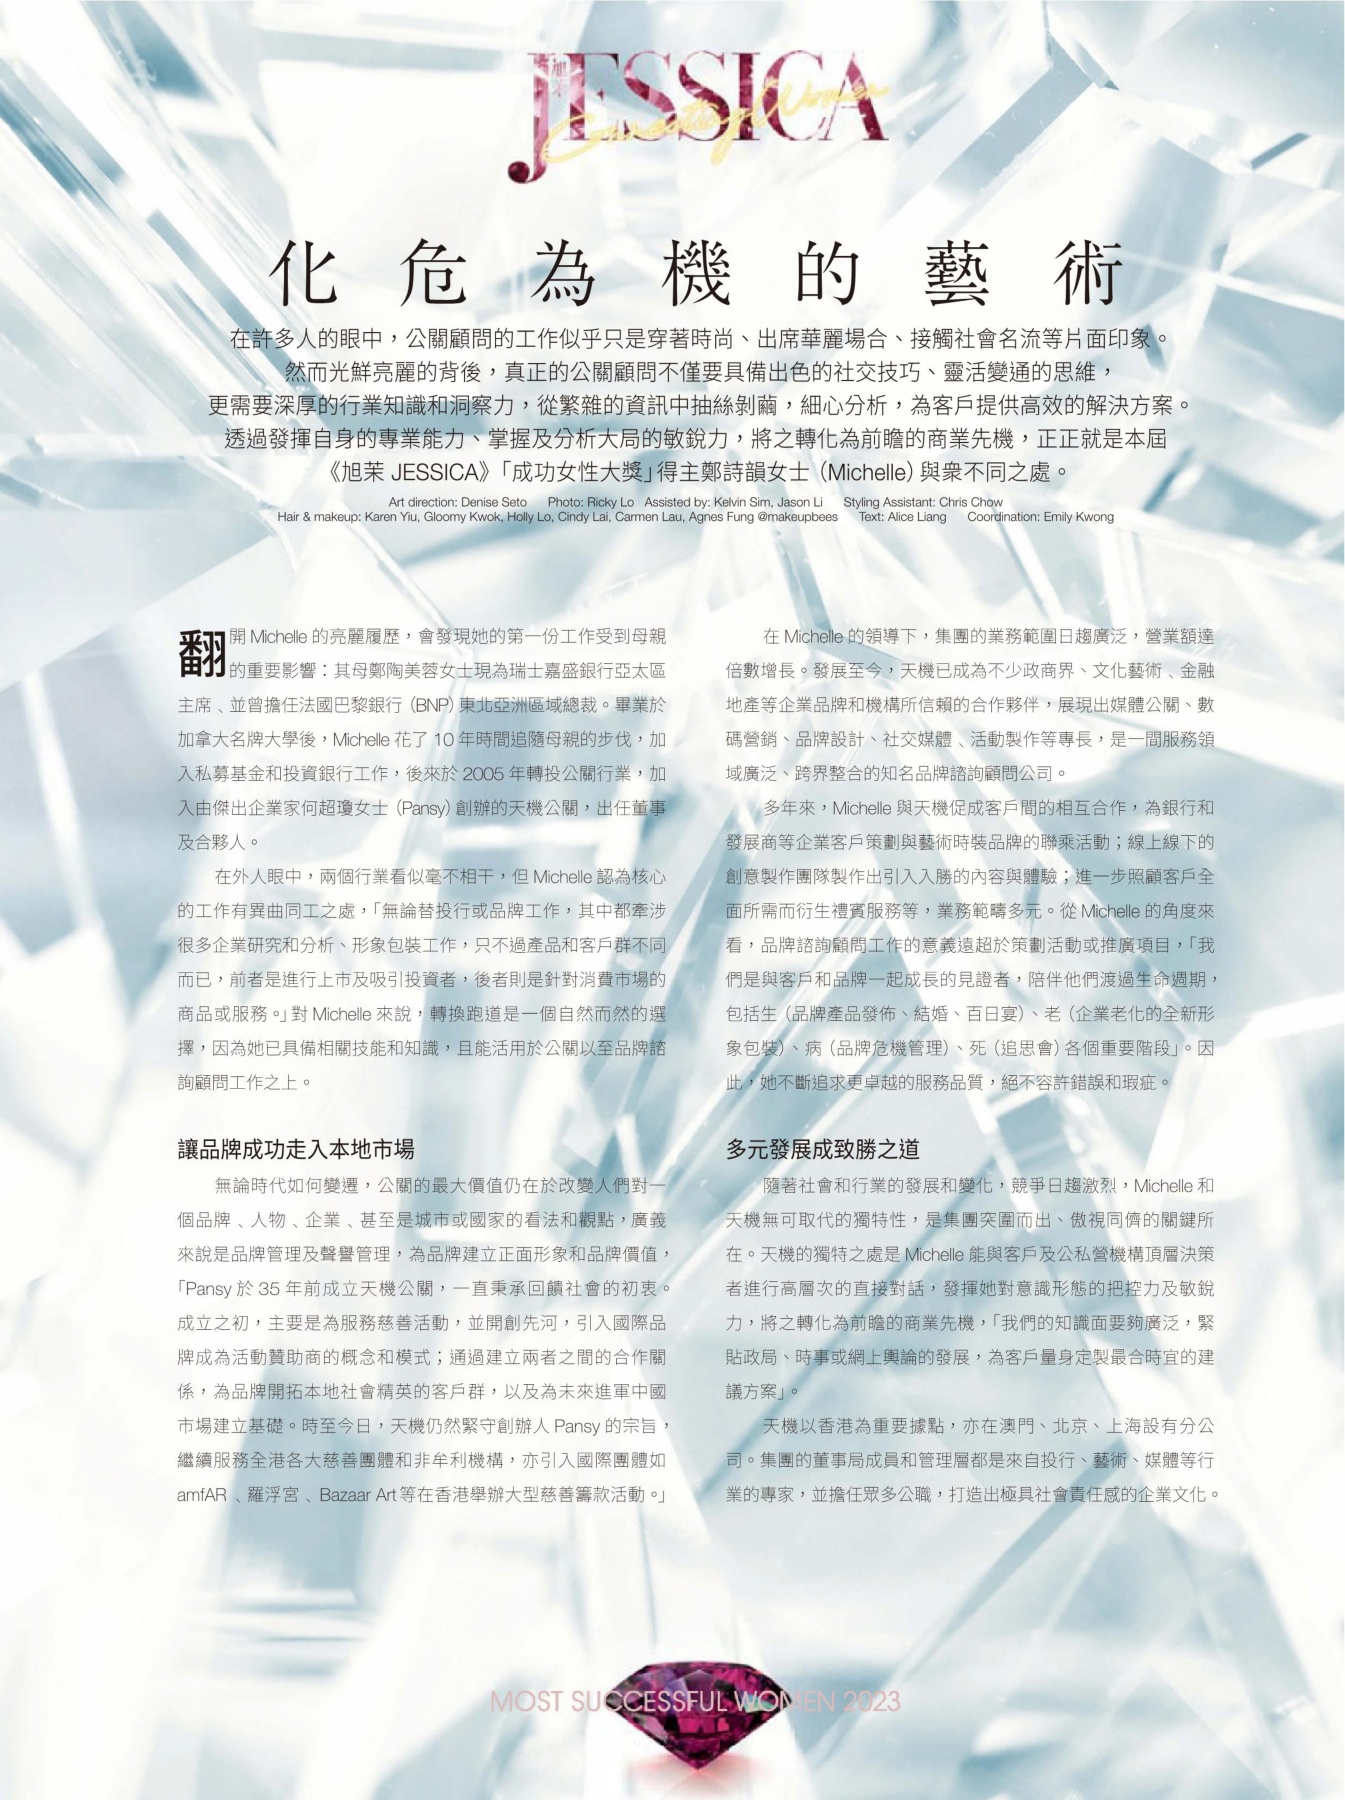 旭茉
JESSICA
Connecting Women
化危為機的藝術
在許多人的眼中，公關顧問的工作似乎只是穿著時尚、出席華麗場合、接觸社會名流等片面印象。
然而光鮮亮麗的背後，真正的公關顧問不僅要具備出色的社交技巧、靈活變通的思維，
更需要深厚的行業知識和洞察力，從繁雜的資訊中抽絲剝繭，細心分析，為客戶提供高效的解決方案。
透過發揮自身的專業能力、掌握及分析大局的敏銳力，將之轉化為前瞻的商業先機，正正就是本屆
《旭茉 JESSICA》「成功女性大獎」得主鄭詩韻女士（Michelle）與衆不同之處。
Art direction: Denise Seto Photo: Ricky Lo Assisted by: Kelvin Sim, Jason Li Styling Assistant: Chris Chow
Hair & makeup: Karen Yiu, Gloomy Kwok, Holly Lo, Cindy Lai, Carmen Lau, Agnes Fung @makeupbees Text: Alice Liang Coordination: Emily Kwong
翻開 Michelle 的亮麗履歷，會發現她的第一份工作受到母親
的重要影響：其母鄭陶美蓉女士現為瑞士嘉盛銀行亞太區
主席、並曾擔任法國巴黎銀行（BNP）東北亞洲區域總裁。畢業於
加拿大名牌大學後，Michelle 花了 10 年時間追隨母親的步伐，加
入私募基金和投資銀行工作，後來於 2005 年轉投公關行業，加
入由傑出企業家何超瓊女士（Pansy）創辦的天機公關，出任董事
及合夥人。
在外人眼中，兩個行業看似毫不相干，但 Michelle 認為核心
的工作有異曲同工之處，「無論替投行或品牌工作，其中都牽涉
很多企業研究和分析、形象包裝工作，只不過產品和客戶群不同
而已，前者是進行上市及吸引投資者，後者則是針對消費市場的
商品或服務。」對 Michelle 來說，轉換跑道是一個自然而然的選
擇，因為她已具備相關技能和知識，且能活用於公關以至品牌諮
詢顧問工作之上。
讓品牌成功走入本地市場
無論時代如何變遷，公關的最大價值仍在於改變人們對一
個品牌、人物、企業、甚至是城市或國家的看法和觀點，廣義
來說是品牌管理及聲譽管理，為品牌建立正面形象和品牌價值，
「Pansy 於 35 年前成立天機公關，一直秉承回饋社會的初衷。
成立之初，主要是為服務慈善活動，並開創先河，引入國際品
牌成為活動贊助商的概念和模式；通過建立兩者之間的合作關
係，為品牌開拓本地社會精英的客戶群，以及為未來進軍中國
市場建立基礎。時至今日，天機仍然緊守創辦人 Pansy 的宗旨，
繼續服務全港各大慈善團體和非牟利機構，亦引入國際團體如
amfAR、羅浮宮、Bazaar Art 等在香港舉辦大型慈善籌款活動。」
在 Michelle 的領導下，集團的業務範圍日趨廣泛，營業額達
倍數增長。發展至今，天機已成為不少政商界、文化藝術、金融
地產等企業品牌和機構所信賴的合作夥伴，展現出媒體公關、數
碼營銷、品牌設計、社交媒體、活動製作等專長，是一間服務領
域廣泛、跨界整合的知名品牌諮詢顧問公司。
多年來，Michelle 與天機促成客戶間的相互合作，為銀行和
發展商等企業客戶策劃與藝術時裝品牌的聯乘活動；線上線下的
創意製作團隊製作出引入入勝的內容與體驗；進一步照顧客戶全
面所需而衍生禮賓服務等，業務範疇多元。從 Michelle 的角度來
看，品牌諮詢顧問工作的意義遠超於策劃活動或推廣項目，「我
們是與客戶和品牌一起成長的見證者，陪伴他們渡過生命週期，
包括生（品牌產品發佈、結婚、百日宴）、老（企業老化的全新形
象包裝）、病（品牌危機管理）、死（追思會）各個重要階段」。因
此，她不斷追求更卓越的服務品質，絕不容許錯誤和瑕疵。
多元發展成致勝之道
隨著社會和行業的發展和變化，競爭日趨激烈，Michelle 和
天機無可取代的獨特性，是集團突圍而出、傲視同儕的關鍵所
在。天機的獨特之處是 Michelle 能與客戶及公私營機構頂層決策
者進行高層次的直接對話，發揮她對意識形態的把控力及敏銳
力，將之轉化為前瞻的商業先機，「我們的知識面要夠廣泛，緊
貼政局、時事或網上輿論的發展，為客戶量身定製最合時宜的建
議方案」。
天機以香港為重要據點，亦在澳門、北京、上海設有分公
司。集團的董事局成員和管理層都是來自投行、藝術、媒體等行
業的專家，並擔任眾多公職，打造出極具社會責任感的企業文化。
MOST SUCCESSFUL WOMEN 2023